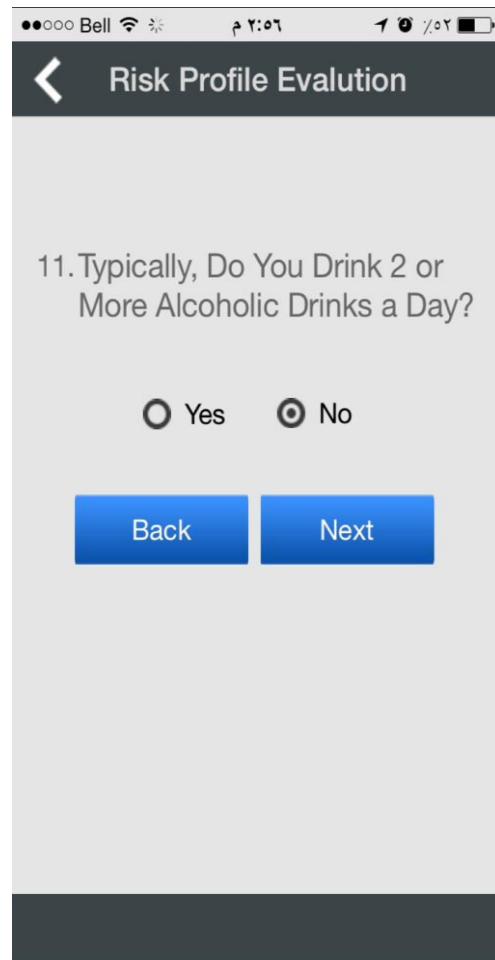 Bell ٢:٥٦ م ٪٥٢
Risk Profile Evalution
11. Typically, Do You Drink 2 or
More Alcoholic Drinks a Day?
Yes No
Back Next